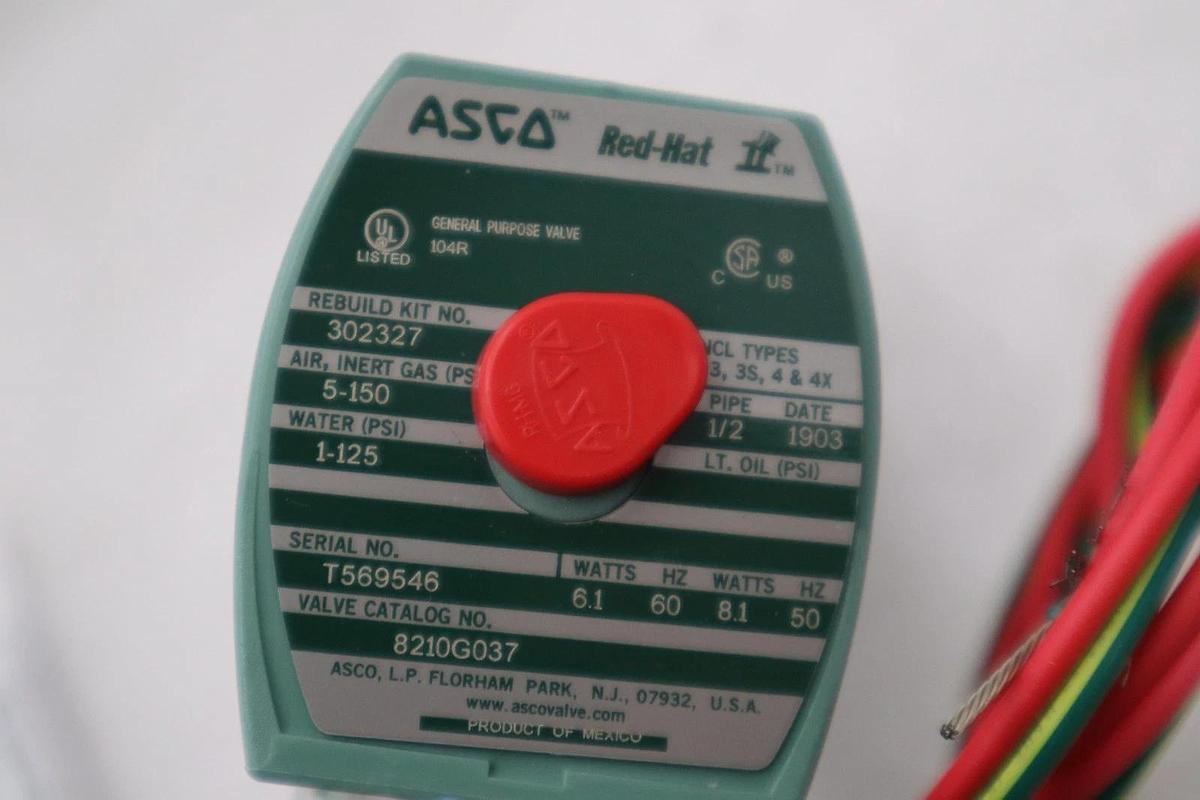 ASCO™ Red-Hat II™
UL LISTED
GENERAL PURPOSE VALVE
104R
C SA ® US
REBUILD KIT NO.
302327
TYPES
3, 3S, 4 & 4X
AIR, INERT GAS
5-150
PIPE DATE
1/2 1903
WATER (PSI)
1-125
LT. OIL (PSI)
ASCO ®
SERIAL NO.
T569546
WATTS HZ WATTS HZ
6.1 60 8.1 50
VALVE CATALOG NO.
8210G037
ASCO, L.P. FLORHAM PARK, N.J., 07932, U.S.A.
www.ascovalve.com
PRODUCT OF MEXICO